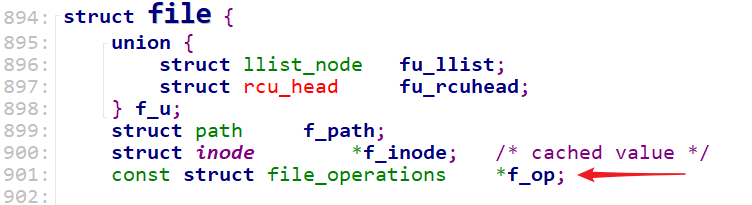 894: struct file {
895:     union {
896:         struct llist_node   fu_llist;
897:         struct rcu_head     fu_rcuhead;
898:     } f_u;
899:     struct path     f_path;
900:     struct inode        *f_inode;   /* cached value */
901:     const struct file_operations    *f_op;
902: